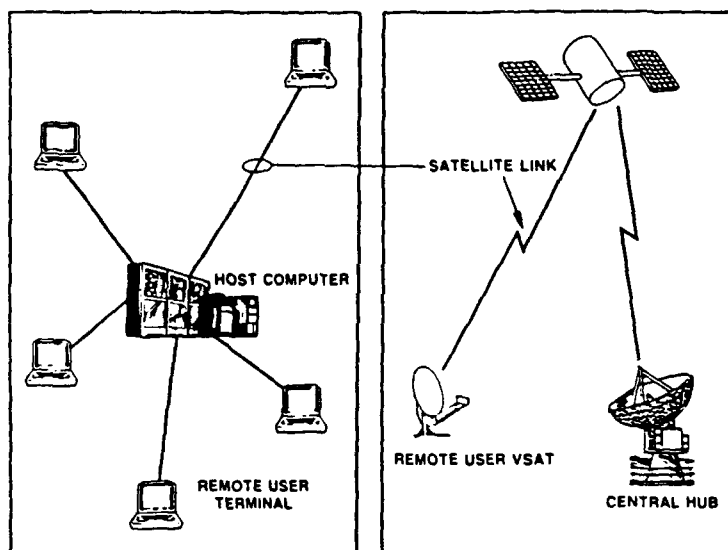 SATELLITE LINK
HOST COMPUTER
REMOTE USER
TERMINAL
REMOTE USER VSAT
CENTRAL HUB